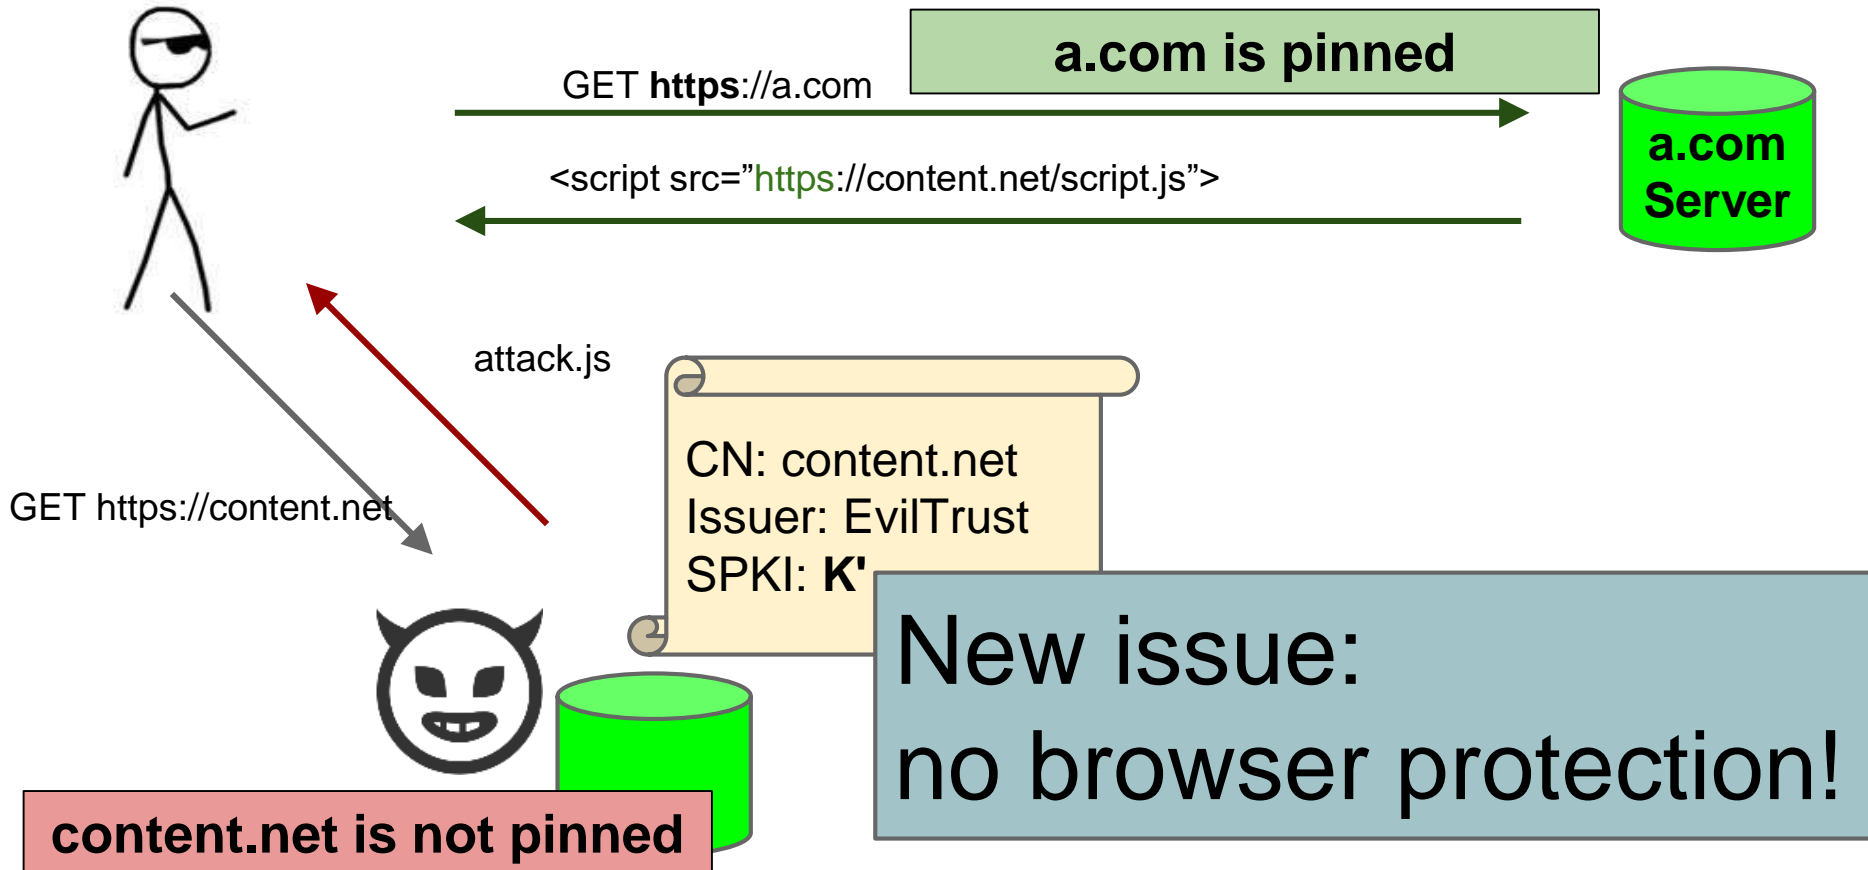 a.com is pinned
GET https://a.com
a.com
Server
<script src=”https://content.net/script.js”>
attack.js
CN: content.net
Issuer: EvilTrust
SPKI: K'
GET https://content.net
New issue:
no browser protection!
content.net is not pinned